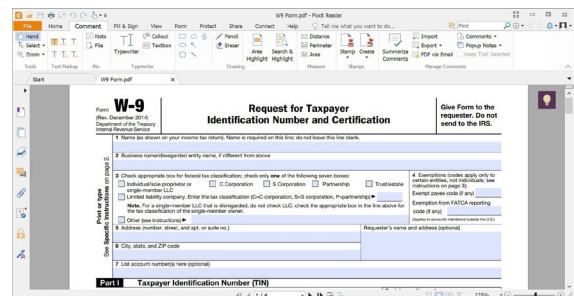 W9 Form.pdf - Foxit Reader
File Home Comment Fill & Sign View Form Protect Share Connect Help Tell me what you want to do... Find
Hand
Select
Zoom
Tools
Text Markup
Note
File
Pin
Typewriter
Callout
Textbox
Typewriter
Pencil
Eraser
Drawing
Area Highlight
Search & Highlight
Distance
Perimeter
Area
Measure
Stamp
Create
Stamps
Summarize Comments
Import
Export
FDF via Email
Comments
Popup Notes
Keep Tool Selected
Manage Comments
Start W9 Form.pdf
Form W-9
(Rev. December 2014)
Department of the Treasury
Internal Revenue Service
Request for Taxpayer
Identification Number and Certification
Give Form to the
requester. Do not
send to the IRS.
Print or type
See Specific Instructions on page 2.
1 Name (as shown on your income tax return). Name is required on this line; do not leave this line blank.
2 Business name/disregarded entity name, if different from above
3 Check appropriate box for federal tax classification; check only one of the following seven boxes:
Individual/sole proprietor or single-member LLC
C Corporation
S Corporation
Partnership
Trust/estate
Limited liability company. Enter the tax classification (C=C corporation, S=S corporation, P=partnership) ▶
Note. For a single-member LLC that is disregarded, do not check LLC; check the appropriate box in the line above for
the tax classification of the single-member owner.
Other (see instructions) ▶
4 Exemptions (codes apply only to
certain entities, not individuals; see
instructions on page 3):
Exempt payee code (if any)
Exemption from FATCA reporting
code (if any)
(Applies to accounts maintained outside the U.S.)
5 Address (number, street, and apt. or suite no.)
Requester's name and address (optional)
6 City, state, and ZIP code
7 List account number(s) here (optional)
Part I Taxpayer Identification Number (TIN)
1 / 4
125%